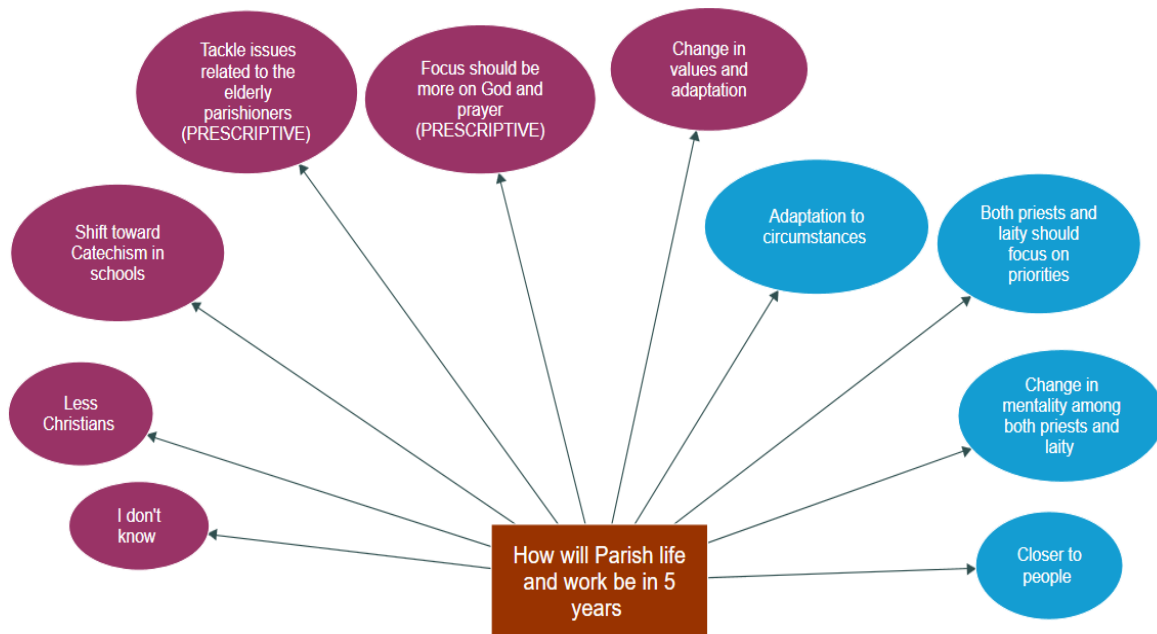 Tackle issues
related to the
elderly
parishioners
(PRESCRIPTIVE)
Focus should be
more on God and
prayer
(PRESCRIPTIVE)
Change in
values and
adaptation
Shift toward
Catechism in
schools
Adaptation to
circumstances
Both priests and
laity should
focus on
priorities
Less
Christians
Change in
mentality among
both priests and
laity
I don't
know
How will Parish life
and work be in 5
years
Closer to
people